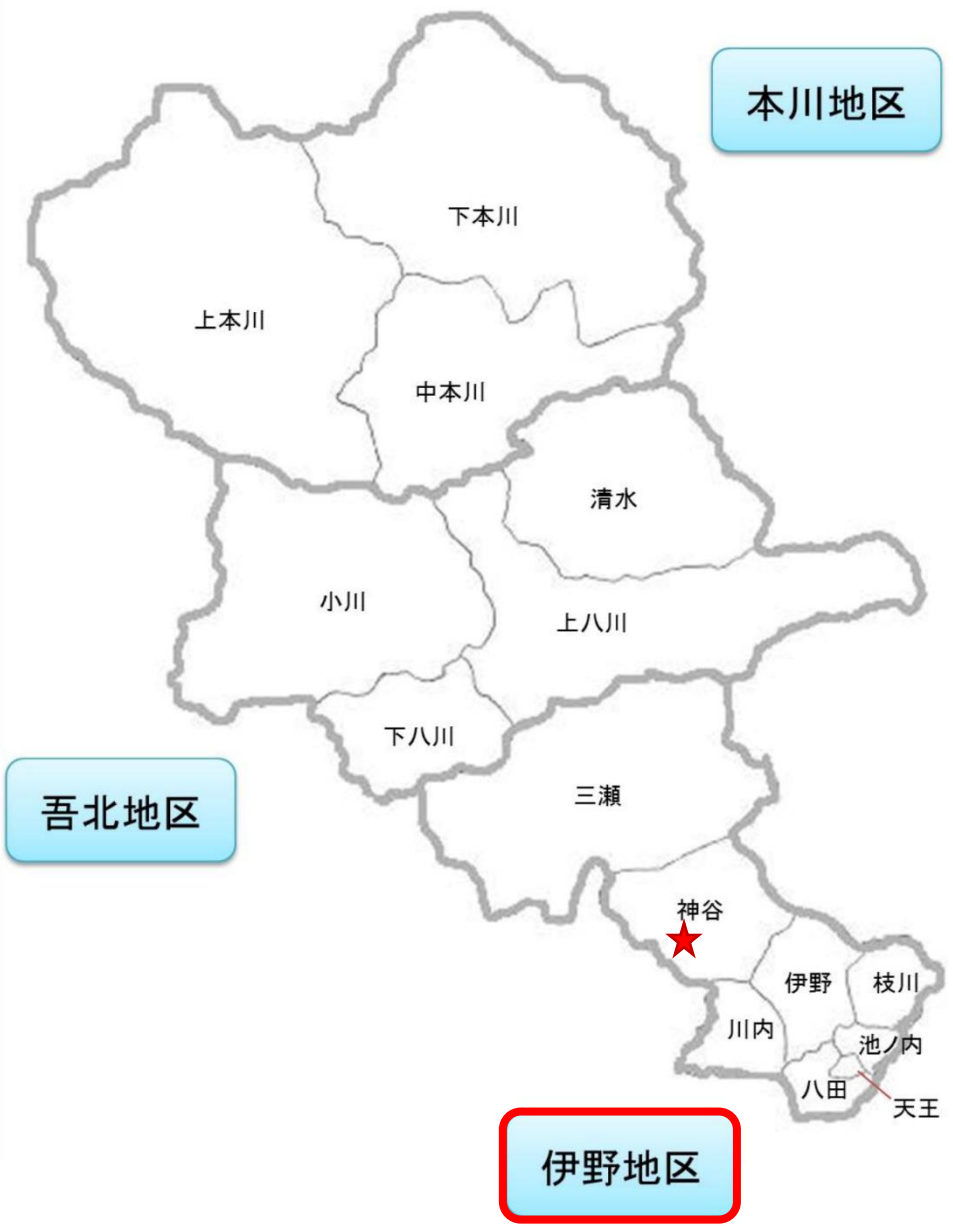 本川地区
下本川
上本川
中本川
清水
小川
上八川
下八川
吾北地区
三瀬
神谷
伊野
枝川
川内
池ノ内
八田
天王
伊野地区